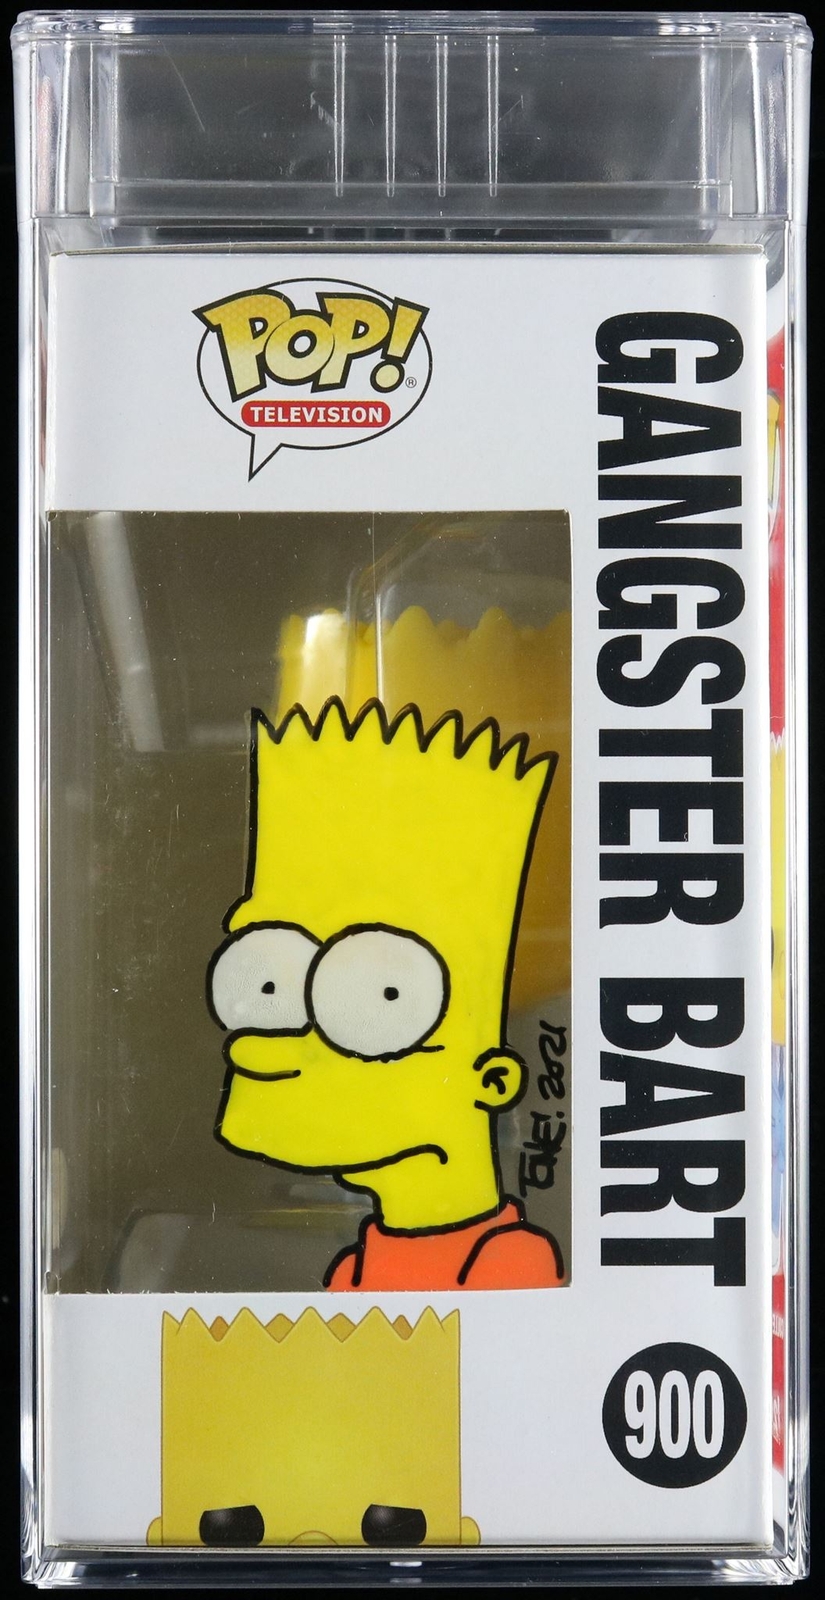 POP!
®
TELEVISION
GANGSTER BART
2021
900